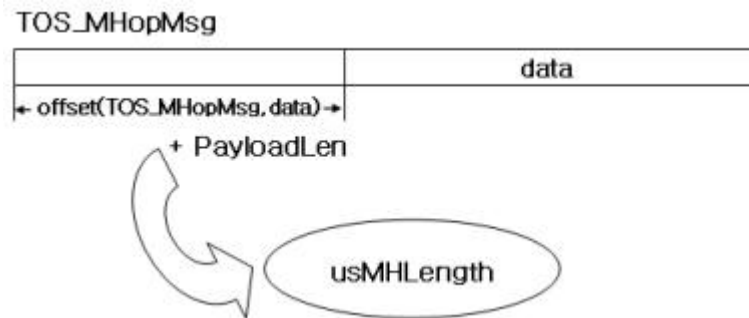 TOS_MHopMsg
data
offset(TOS_MHopMsg, data)
+ PayloadLen
usMHLength